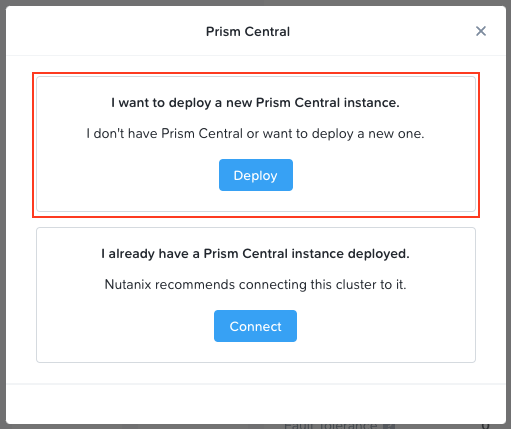 Prism Central
I want to deploy a new Prism Central instance.
I don't have Prism Central or want to deploy a new one.
Deploy
I already have a Prism Central instance deployed.
Nutanix recommends connecting this cluster to it.
Connect
Fault Tolerance